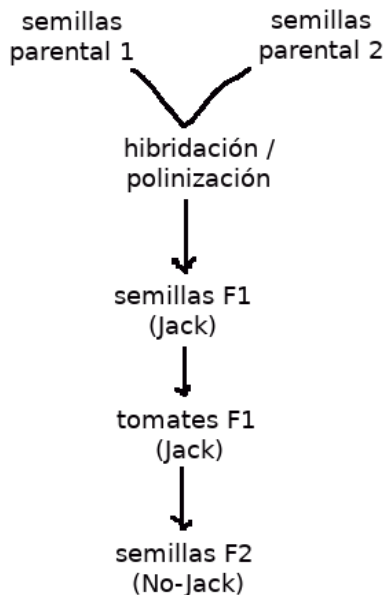 semillas
parental 1
semillas
parental 2
hibridación /
polinización
semillas F1
(Jack)
tomates F1
(Jack)
semillas F2
(No-Jack)